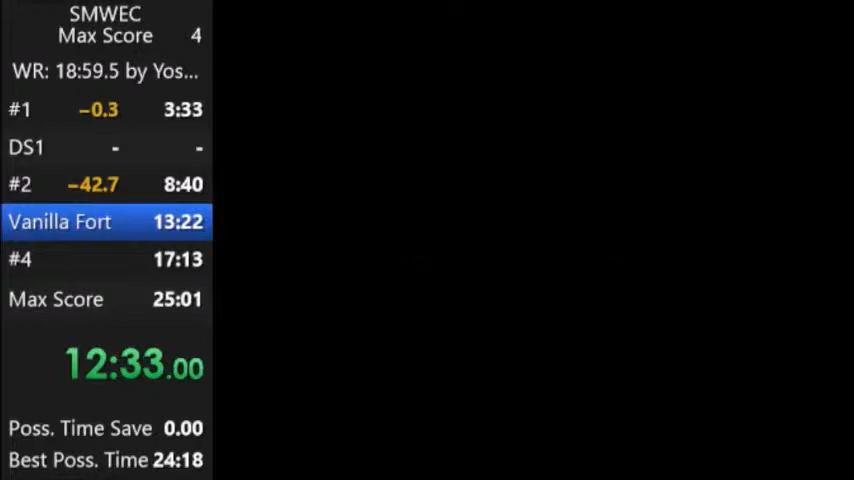 SMWEC
Max Score 4
WR: 18:59.5 by Yos...
#1 −0.3 3:33
DS1 - -
#2 −42.7 8:40
Vanilla Fort 13:22
#4 17:13
Max Score 25:01
12:33.00
Poss. Time Save 0.00
Best Poss. Time 24:18